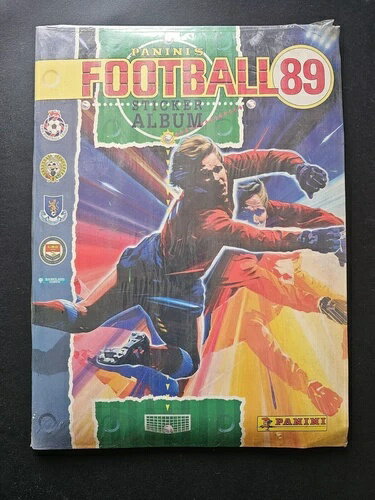 PANINI'S
FOOTBALL 89
STICKER
ALBUM
PANINI